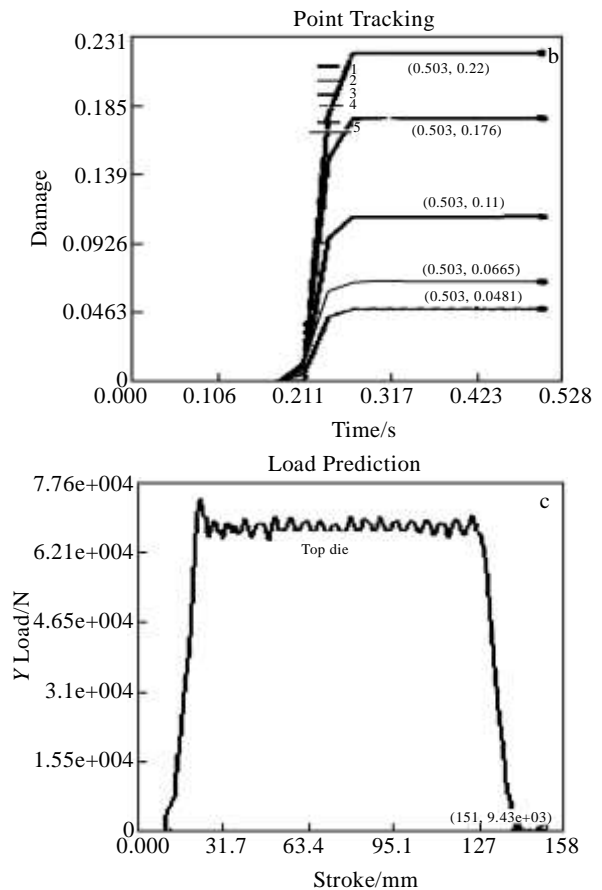 Point Tracking
0.231
b
1
(0.503, 0.22)
2
3
0.185
4
5
(0.503, 0.176)
0.139
Damage
(0.503, 0.11)
0.0926
(0.503, 0.0665)
0.0463
(0.503, 0.0481)
0
0.000 0.106 0.211 0.317 0.423 0.528
Time/s
Load Prediction
7.76e+004
c
6.21e+004
Top die
4.65e+004
Y Load/N
3.1e+004
1.55e+004
(151, 9.43e+03)
0
0.000 31.7 63.4 95.1 127 158
Stroke/mm